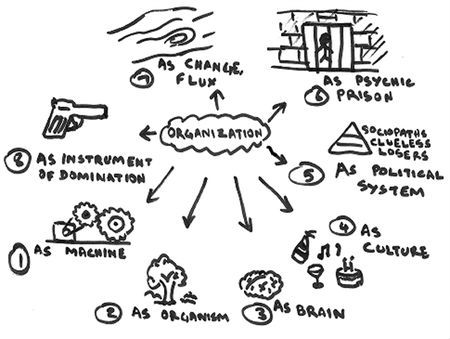 AS CHANGE,
FLUX
7
AS PSYCHIC
PRISON
6
ORGANIZATION
SOCIOPATHS
CLUELESS
LOSERS
8 AS INSTRUMENT
OF DOMINATION
5 AS POLITICAL
SYSTEM
4 AS
CULTURE
1 AS MACHINE
2 AS ORGANISM
3 AS BRAIN